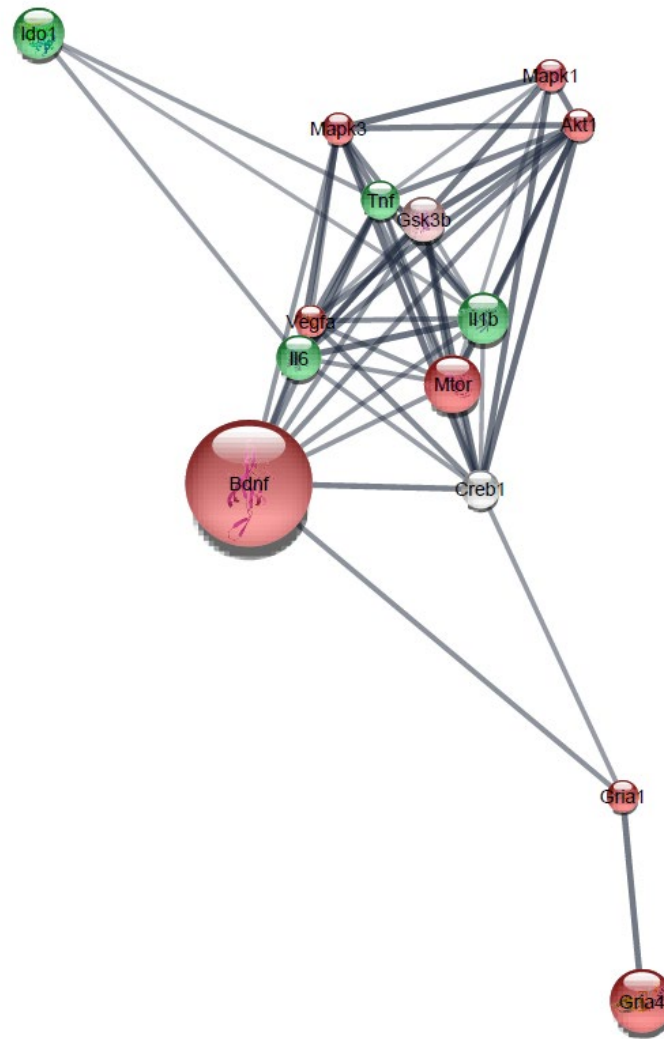 Ido1
Mapk1
Mapk3
Akt1
Tnf
Gsk3b
Vegfa
Il1b
Il6
Mtor
Bdnf
Creb1
Gria1
Gria4